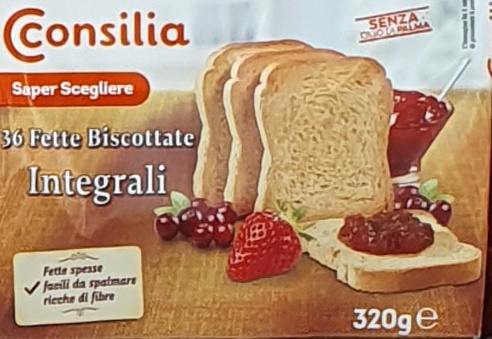 Consilia
SENZA
OLIO DI PALMA
Saper Scegliere
36 Fette Biscottate
Integrali
Fette spesse
facili da spalmare
ricche di fibre
320g e